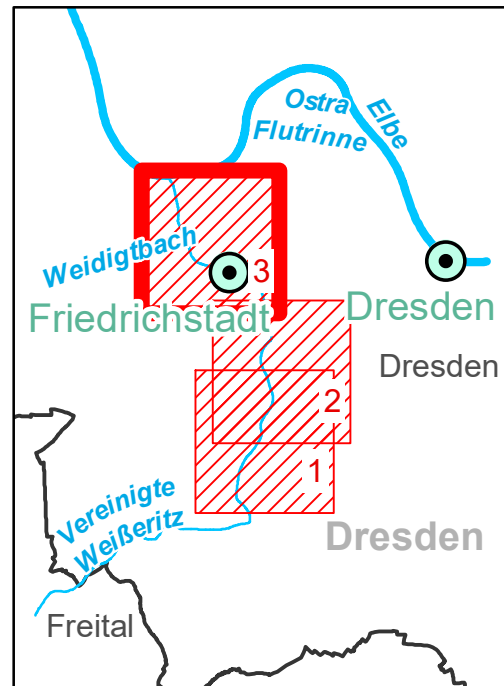 Ostra
Flutrinne
Elbe
Weidigtbach
3
Friedrichstadt
Dresden
Dresden
2
1
Vereinigte
Weißeritz
Dresden
Freital